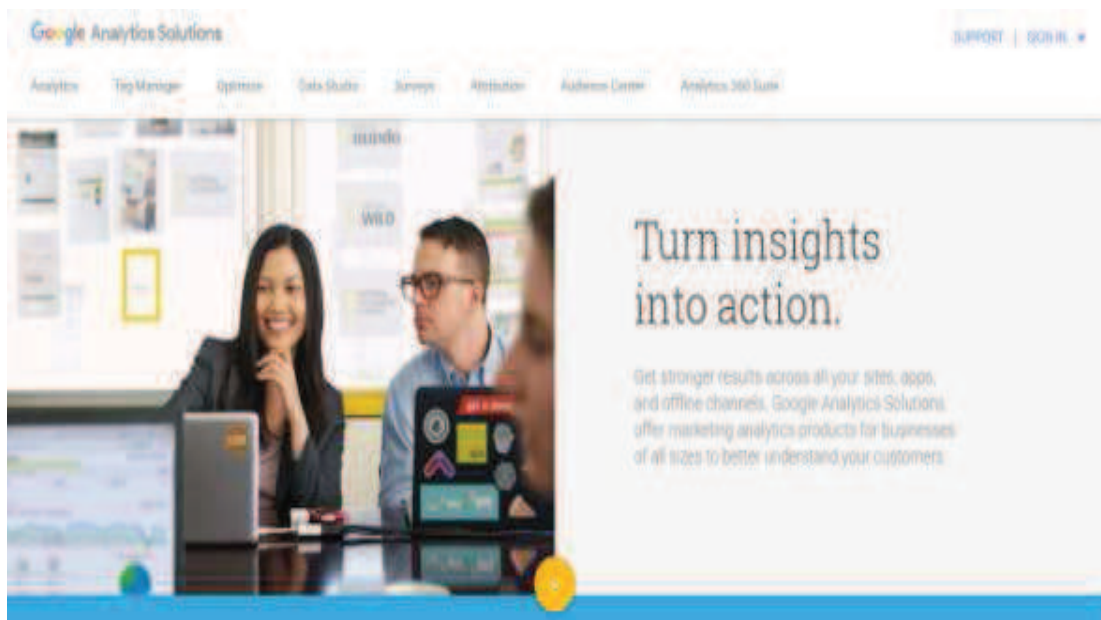 Google Analytics Solutions
SUPPORT | SIGN IN
Analytics Tag Manager Optimize Data Studio Surveys Attribution Audience Center Analytics 360 Suite
mundo
Turn insights
into action.
Get stronger results across all your sites, apps,
and offline channels. Google Analytics Solutions
offer marketing analytics products for businesses
of all sizes to better understand your customers